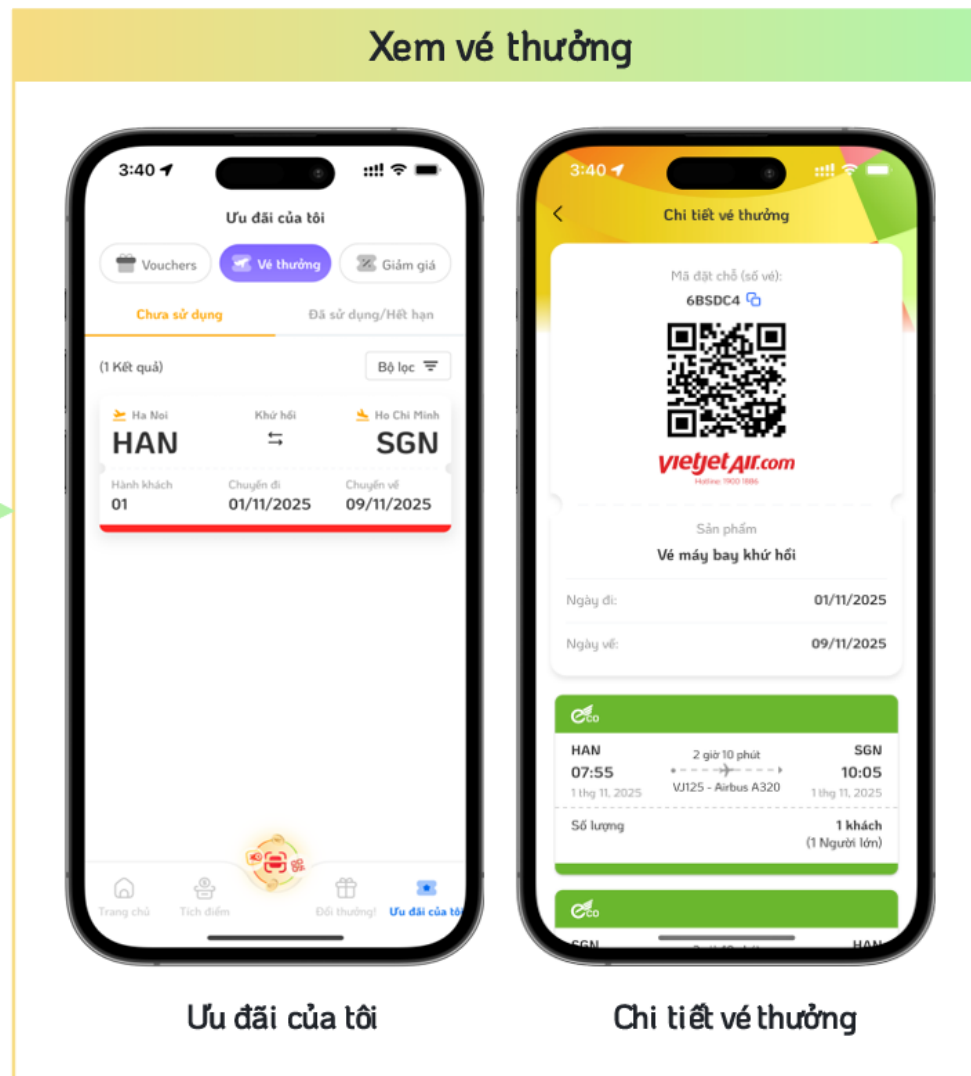 Xem vé thưởng
3:40
Ưu đãi của tôi
Vouchers
Vé thưởng
Giảm giá
Chưa sử dụng
Đã sử dụng/Hết hạn
(1 Kết quả)
Bộ lọc
Ha Noi
Khứ hồi
Ho Chi Minh
HAN
SGN
Hành khách
Chuyến đi
Chuyến về
01
01/11/2025
09/11/2025
Trang chủ
Tích điểm
Đổi thưởng!
Ưu đãi của tôi
Ưu đãi của tôi
3:40
Chi tiết vé thưởng
Mã đặt chỗ (số vé):
6BSDC4
vietjet Air.com
Hotline: 1900 1886
Sản phẩm
Vé máy bay khứ hồi
Ngày đi:
01/11/2025
Ngày về:
09/11/2025
eco
HAN
2 giờ 10 phút
SGN
07:55
10:05
1 thg 11, 2025
VJ125 - Airbus A320
1 thg 11, 2025
Số lượng
1 khách
(1 Người lớn)
eco
SGN
HAN
Chi tiết vé thưởng